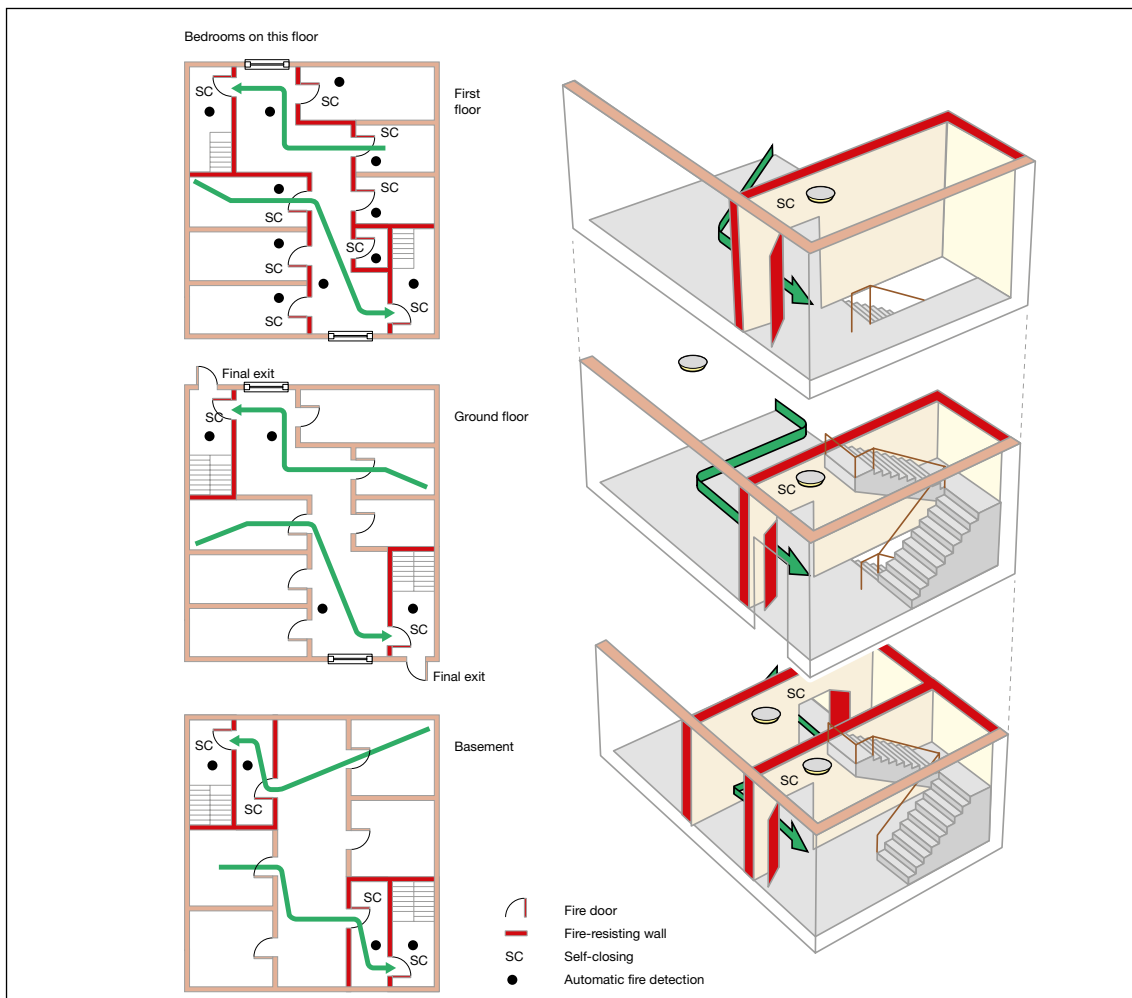 Bedrooms on this floor
SC
SC
First
floor
SC
SC
SC
SC
SC
SC
SC
Final exit
SC
Ground floor
SC
Final exit
SC
Basement
SC
SC
SC
SC
SC
SC
SC
Fire door
Fire-resisting wall
SC
Self-closing
Automatic fire detection